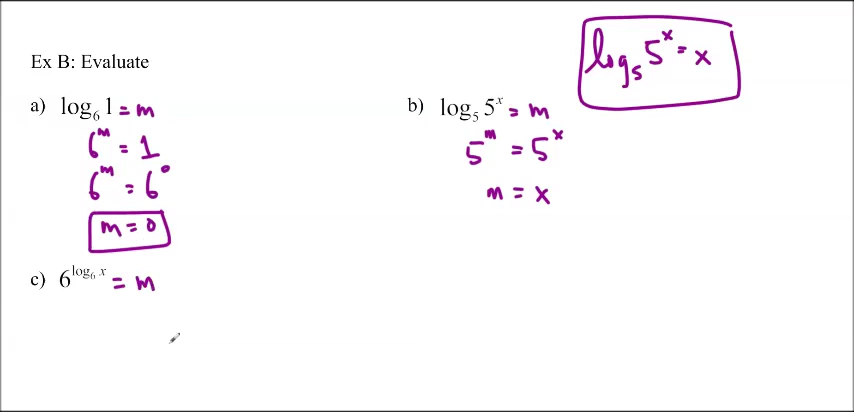 Ex B: Evaluate
log₅ 5ˣ = x
a) log₆ 1 = m
6ᵐ = 1
6ᵐ = 6⁰
m = 0
b) log₅ 5ˣ = m
5ᵐ = 5ˣ
m = x
c) 6^(log₆ x) = m